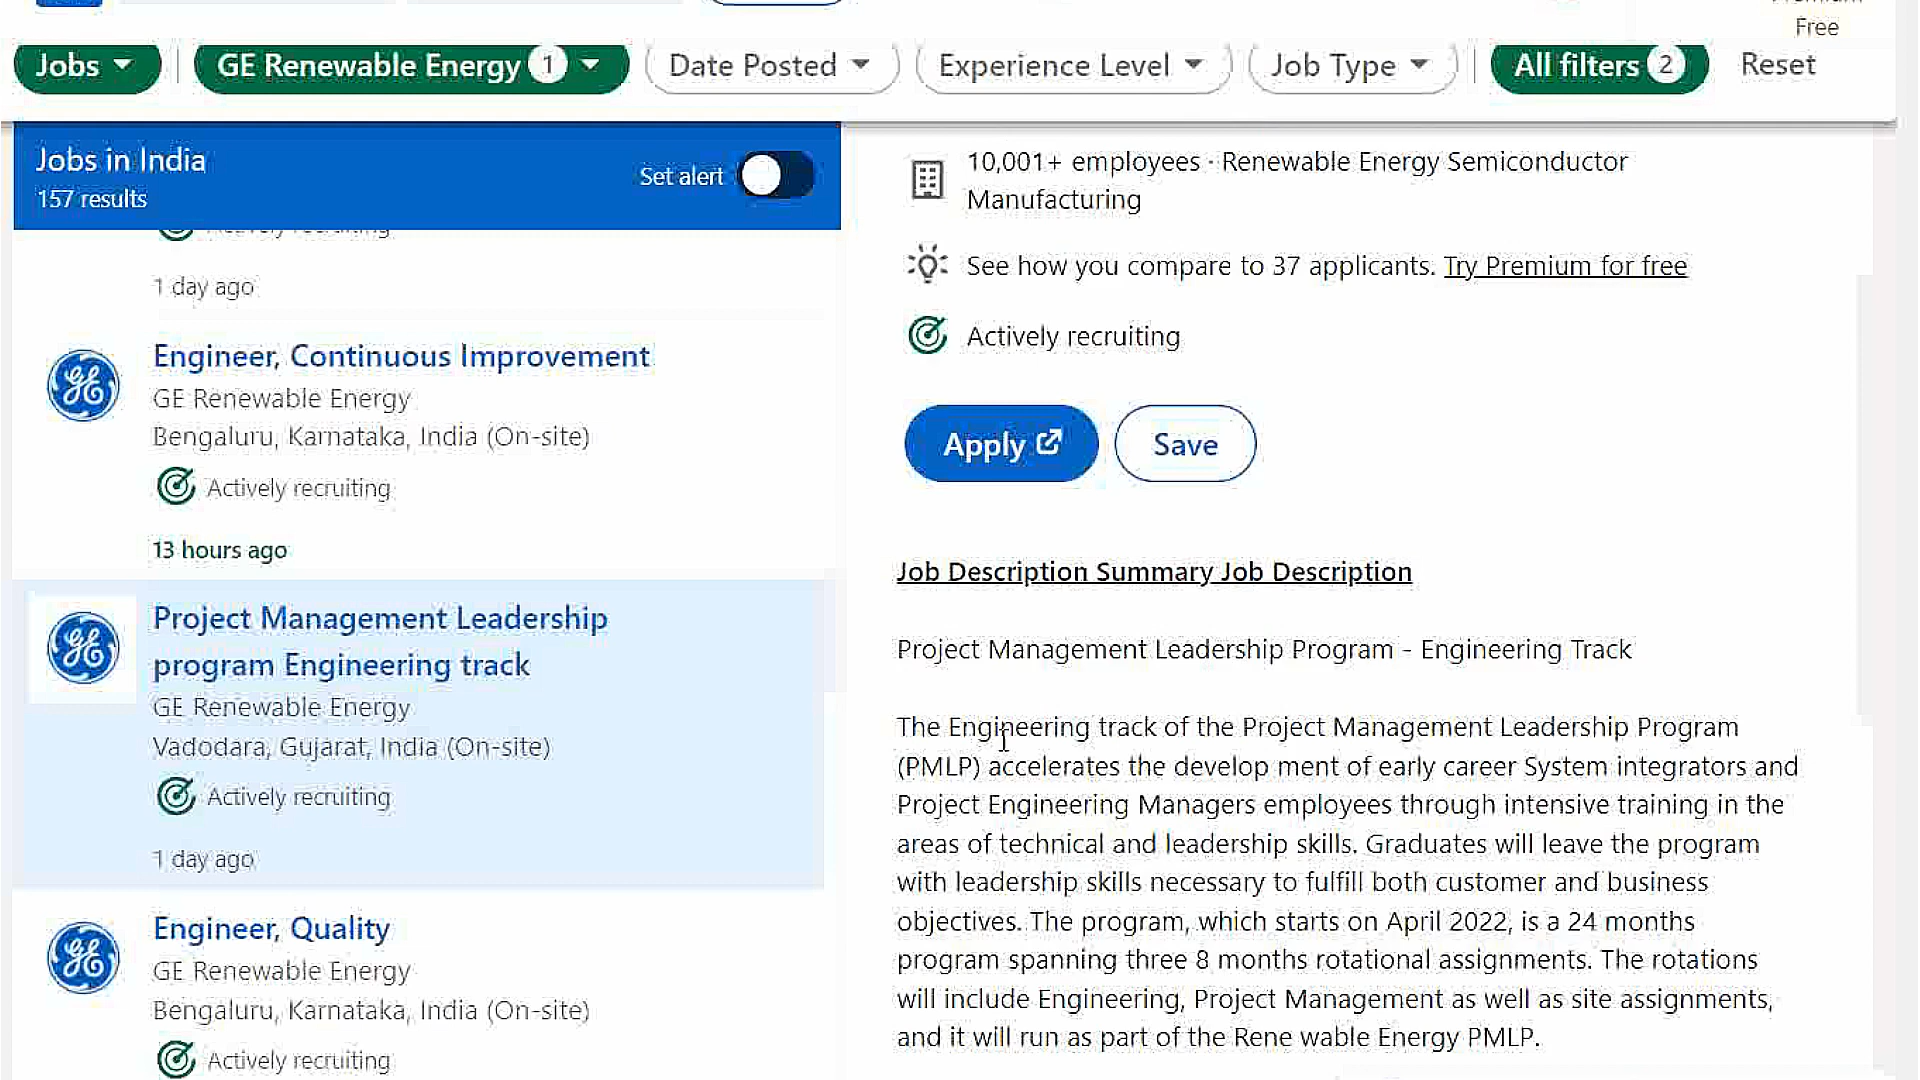 Free
Jobs
GE Renewable Energy 1
Date Posted
Experience Level
Job Type
All filters 2
Reset
Jobs in India
157 results
Set alert
1 day ago
Engineer, Continuous Improvement
GE Renewable Energy
Bengaluru, Karnataka, India (On-site)
Actively recruiting
13 hours ago
Project Management Leadership
program Engineering track
GE Renewable Energy
Vadodara, Gujarat, India (On-site)
Actively recruiting
1 day ago
Engineer, Quality
GE Renewable Energy
Bengaluru, Karnataka, India (On-site)
Actively recruiting
10,001+ employees · Renewable Energy Semiconductor
Manufacturing
See how you compare to 37 applicants. Try Premium for free
Actively recruiting
Apply
Save
Job Description Summary Job Description
Project Management Leadership Program - Engineering Track
The Engineering track of the Project Management Leadership Program
(PMLP) accelerates the develop ment of early career System integrators and
Project Engineering Managers employees through intensive training in the
areas of technical and leadership skills. Graduates will leave the program
with leadership skills necessary to fulfill both customer and business
objectives. The program, which starts on April 2022, is a 24 months
program spanning three 8 months rotational assignments. The rotations
will include Engineering, Project Management as well as site assignments,
and it will run as part of the Rene wable Energy PMLP.